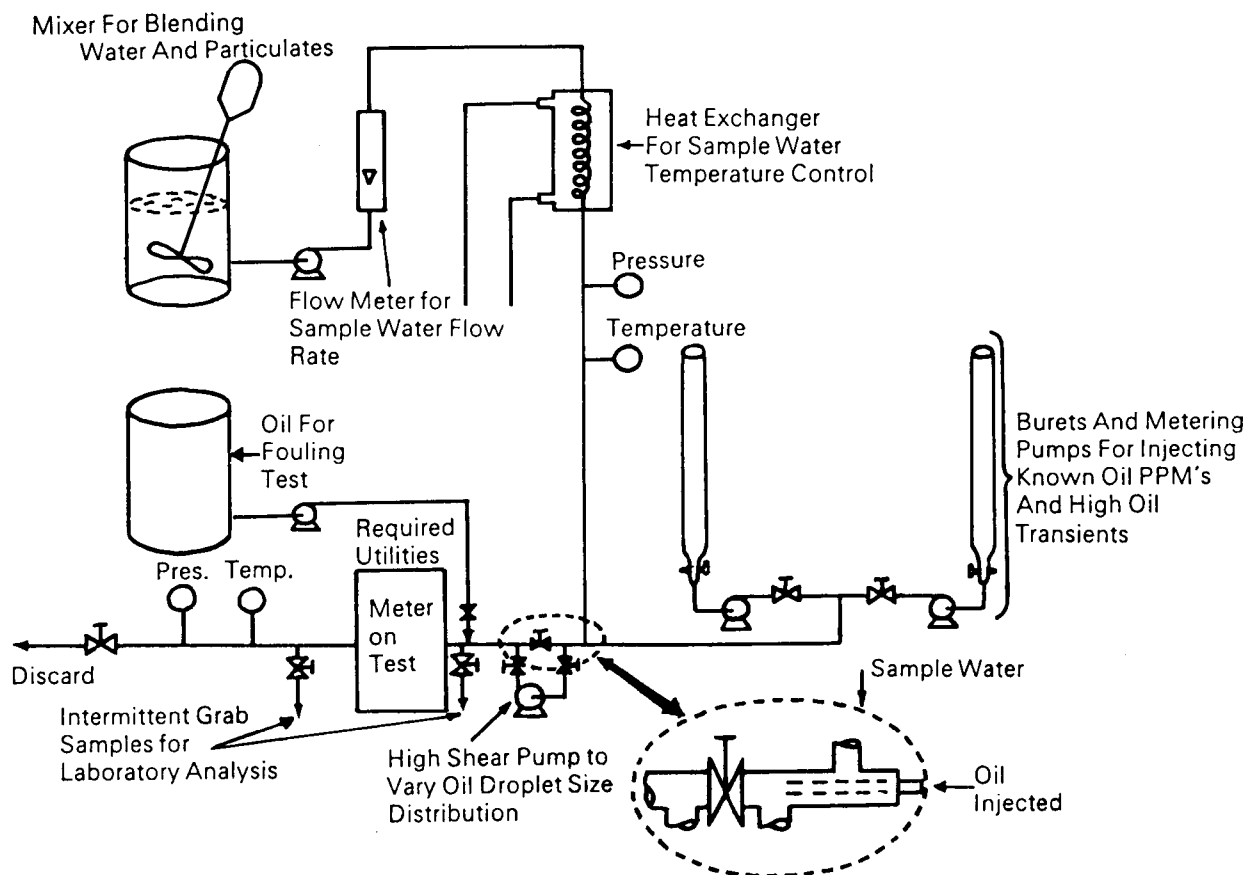 Mixer For Blending
Water And Particulates
Heat Exchanger
For Sample Water
Temperature Control
Pressure
Flow Meter for
Sample Water Flow
Rate
Temperature
Oil For
Fouling
Test
Burets And Metering
Pumps For Injecting
Known Oil PPM's
And High Oil
Transients
Required
Utilities
Pres.
Temp.
Meter
on
Test
Discard
Sample Water
Intermittent Grab
Samples for
Laboratory Analysis
High Shear Pump to
Vary Oil Droplet Size
Distribution
Oil
Injected